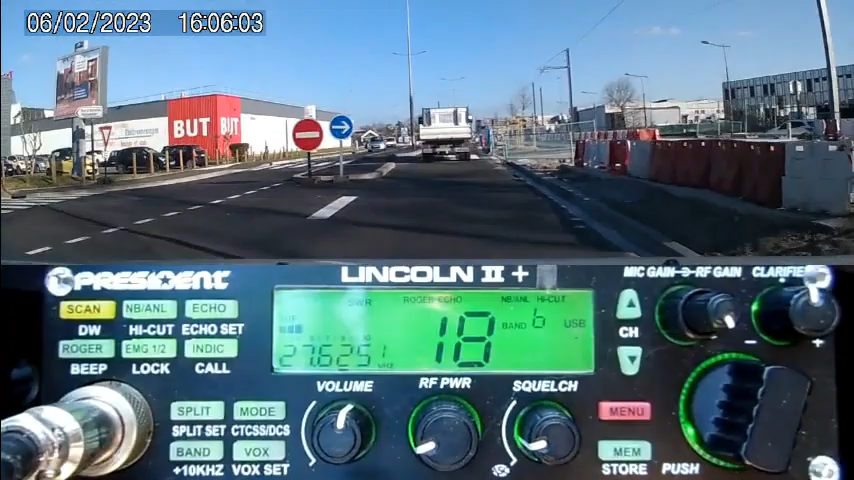 06/02/2023 16:06:03
BUT BUT
PRESIDENT
LINCOLN II +
MIC GAIN RF GAIN CLARIFIER
SCAN NB/ANL ECHO
DW HI-CUT ECHO SET
ROGER EMG 1/2 INDIC
BEEP LOCK CALL
SWR ROGER·ECHO NB/ANL HI-CUT
18 BAND b USB
27.6251
CH
VOLUME RF PWR SQUELCH
SPLIT MODE
SPLIT SET CTCSS/DCS
BAND VOX
+10KHZ VOX SET
MENU
MEM
STORE PUSH
- +